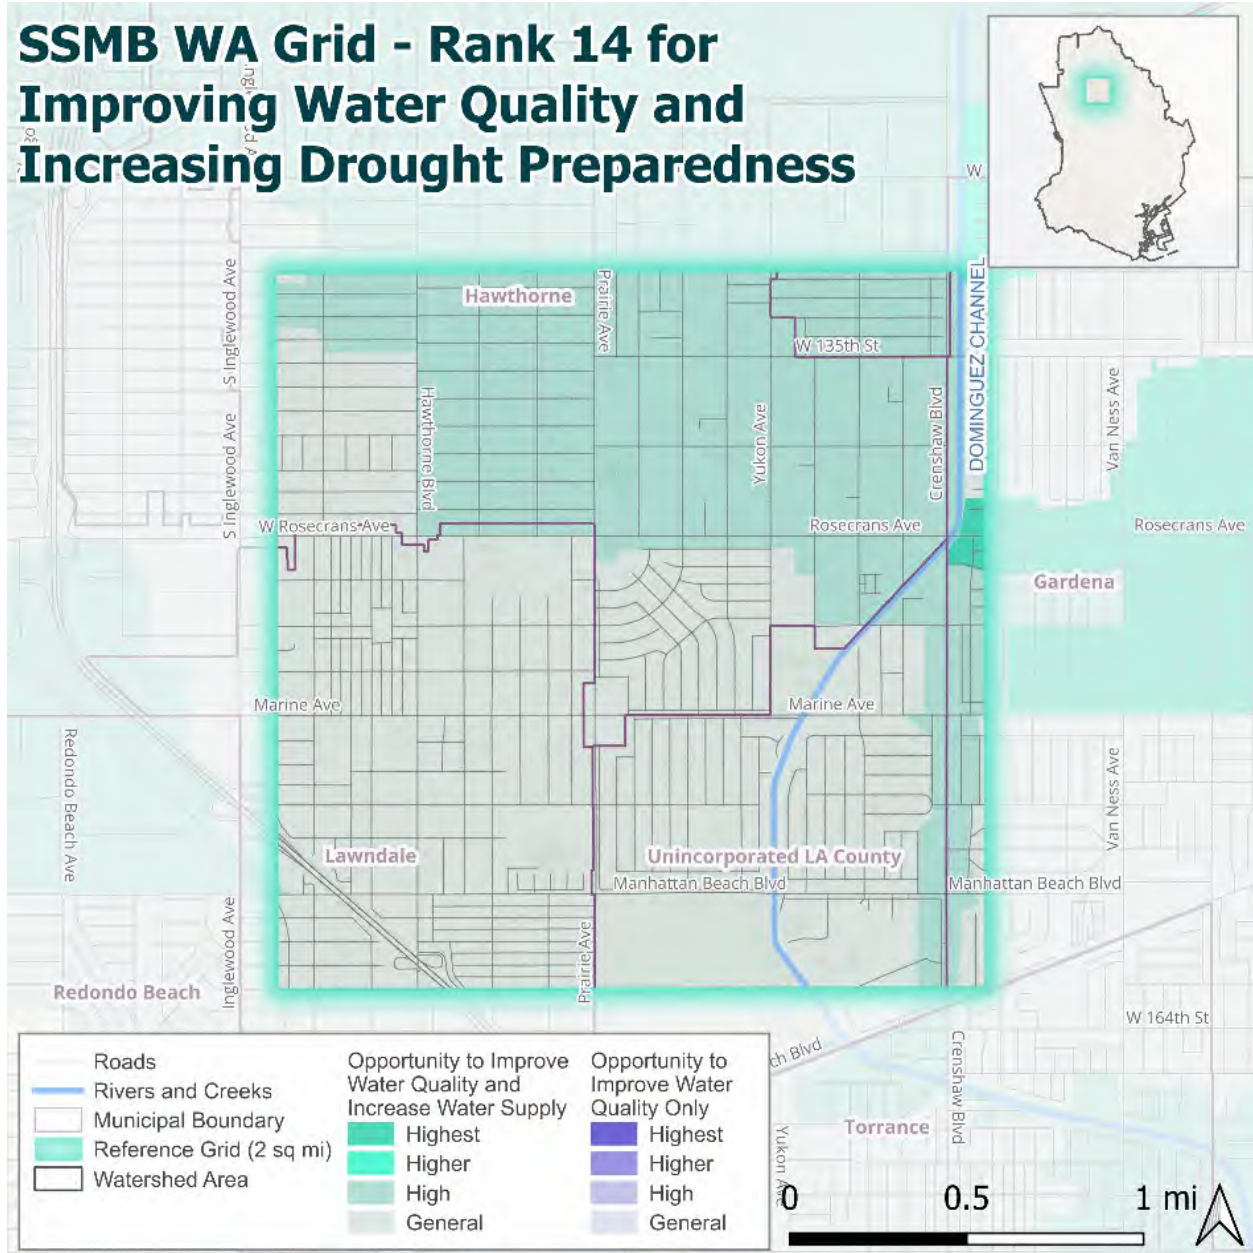 SSMB WA Grid - Rank 14 for
Improving Water Quality and
Increasing Drought Preparedness
W
DOMINGUEZ CHANNEL
S Inglewood Ave
Hawthorne
Prairie Ave
W 135th St
Hawthorne Blvd
Yukon Ave
Crenshaw Blvd
Van Ness Ave
S Inglewood Ave
W Rosecrans Ave
Rosecrans Ave
Rosecrans Ave
Gardena
Marine Ave
Marine Ave
Redondo Beach Ave
Van Ness Ave
Lawndale
Unincorporated LA County
Manhattan Beach Blvd
Manhattan Beach Blvd
Inglewood Ave
Prairie Ave
Redondo Beach
W 164th St
ch Blvd
Crenshaw Blvd
Torrance
Yukon Ave
Roads
Rivers and Creeks
Municipal Boundary
Reference Grid (2 sq mi)
Watershed Area
Opportunity to Improve
Water Quality and
Increase Water Supply
Highest
Higher
High
General
Opportunity to
Improve Water
Quality Only
Highest
Higher
High
General
0 0.5 1 mi